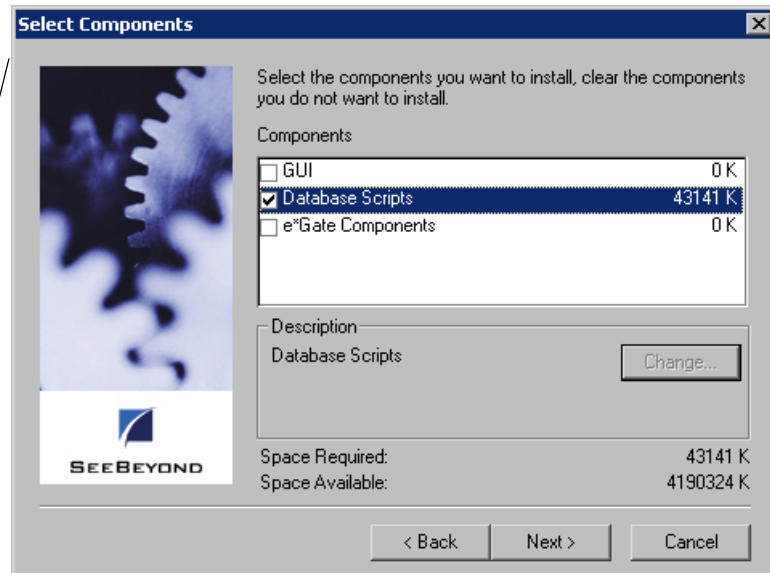 Select Components
Select the components you want to install, clear the components
you do not want to install.
Components
GUI 0 K
Database Scripts 43141 K
e*Gate Components 0 K
Description
Database Scripts
Change...
SEEBEYOND
Space Required: 43141 K
Space Available: 4190324 K
< Back Next > Cancel